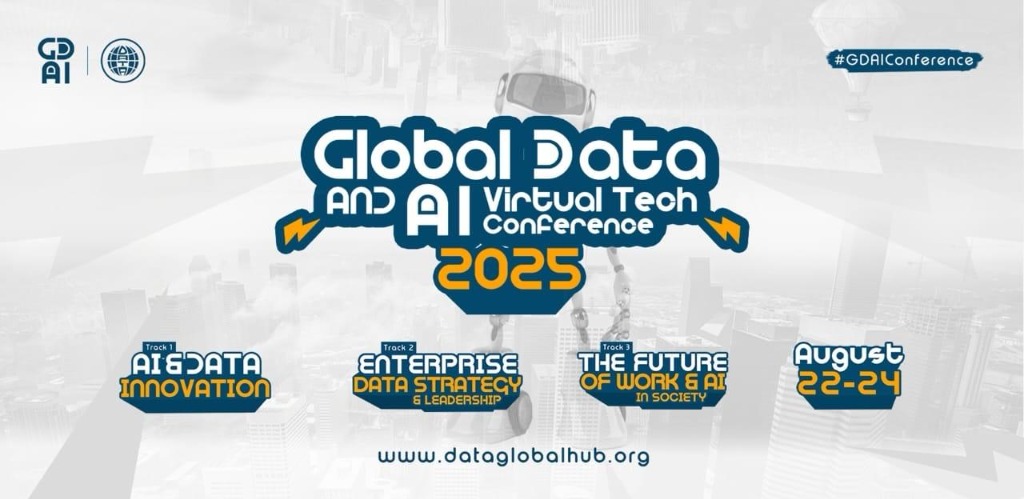 GD
AI
DATA
#GDAIConference
Global Data
AND AI Virtual Tech
Conference
2025
Track 1
AI & DATA
INNOVATION
Track 2
ENTERPRISE
DATA STRATEGY
& LEADERSHIP
Track 3
THE FUTURE
OF WORK & AI
IN SOCIETY
August
22-24
www.dataglobalhub.org